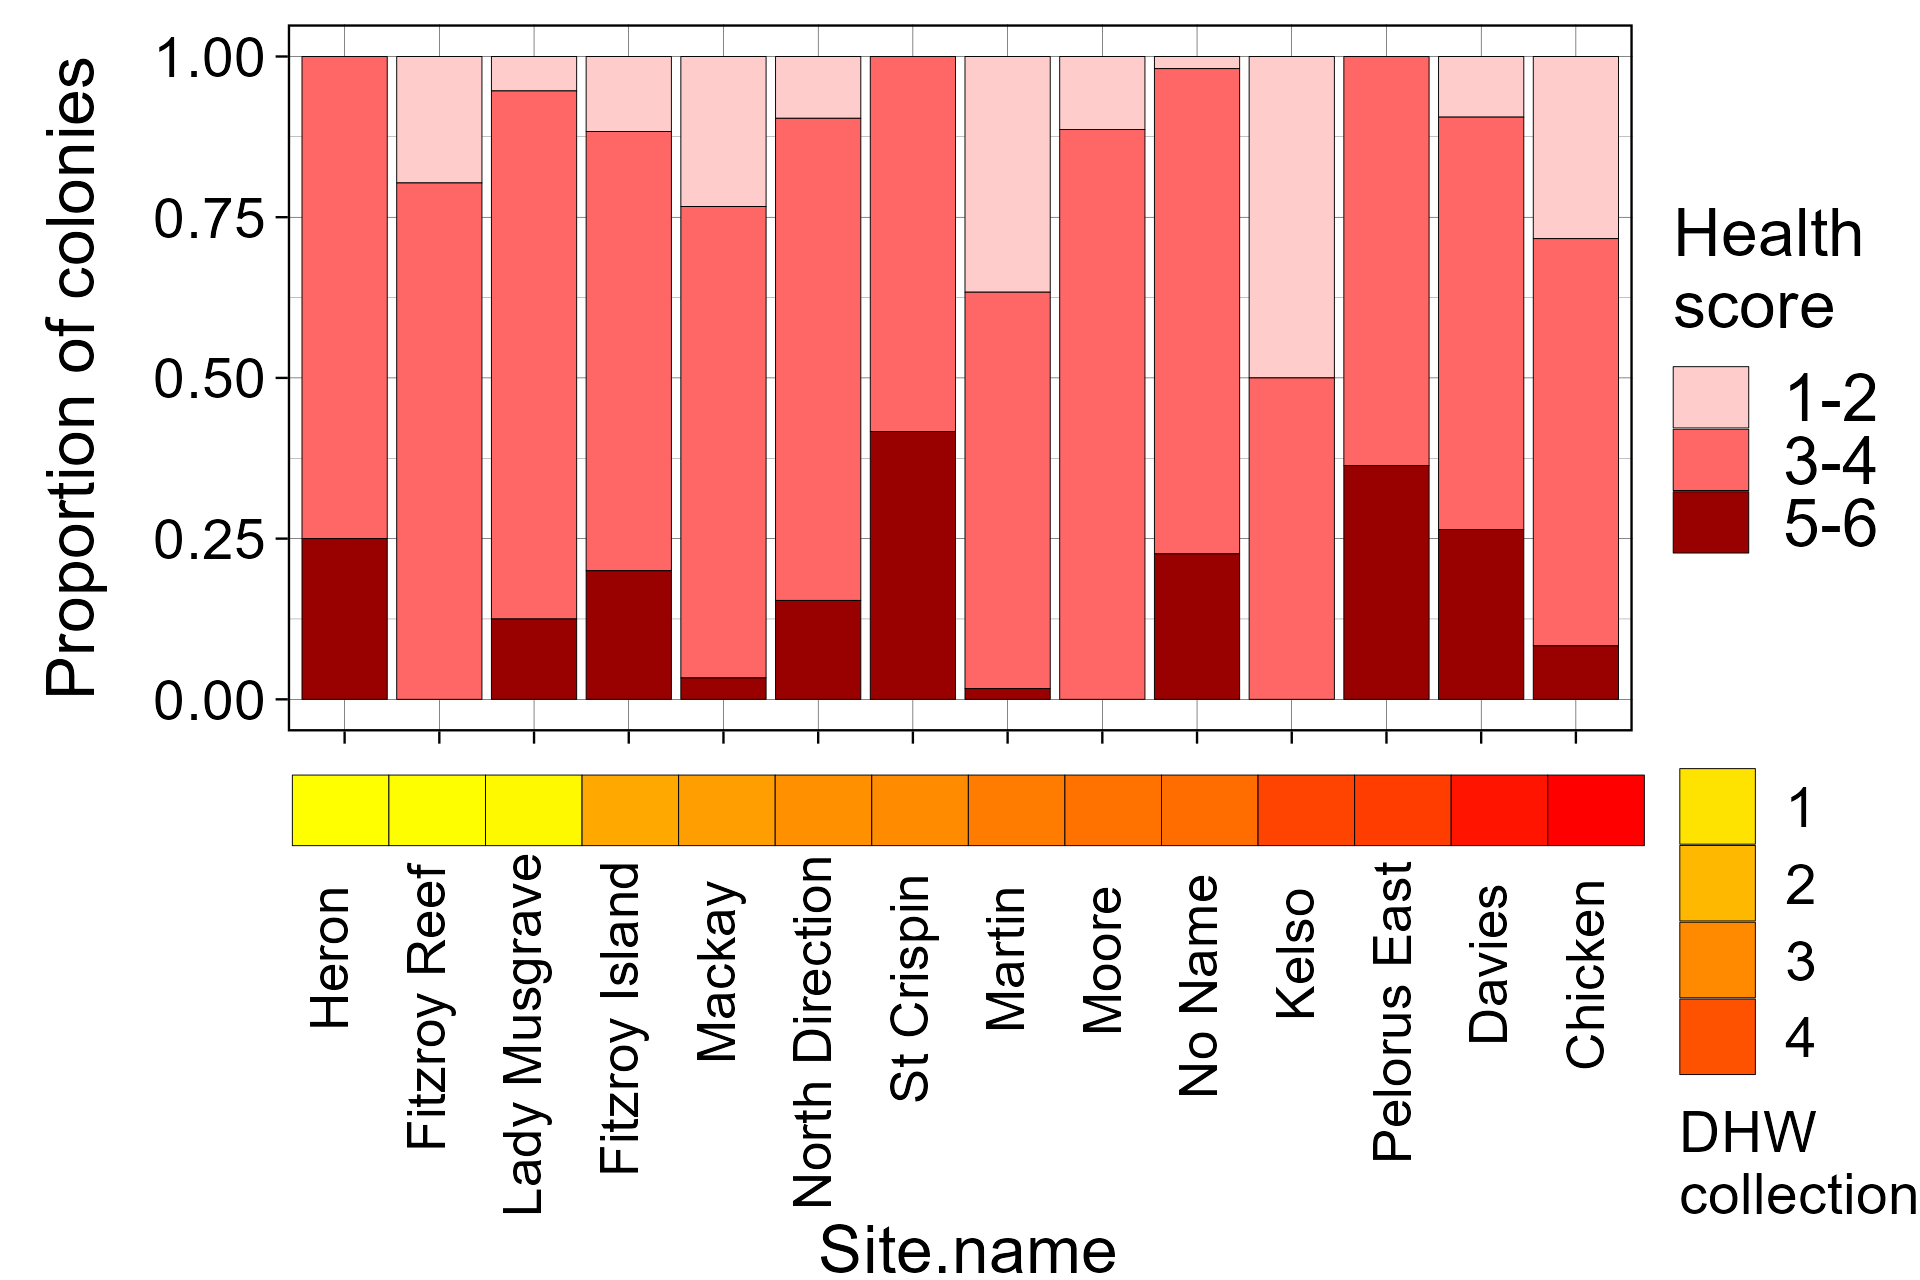 Proportion of colonies
1.00
0.75
0.50
0.25
0.00
Health
score
1-2
3-4
5-6
Heron
Fitzroy Reef
Lady Musgrave
Fitzroy Island
Mackay
North Direction
St Crispin
Martin
Moore
No Name
Kelso
Pelorus East
Davies
Chicken
Site.name
1
2
3
4
DHW
collection